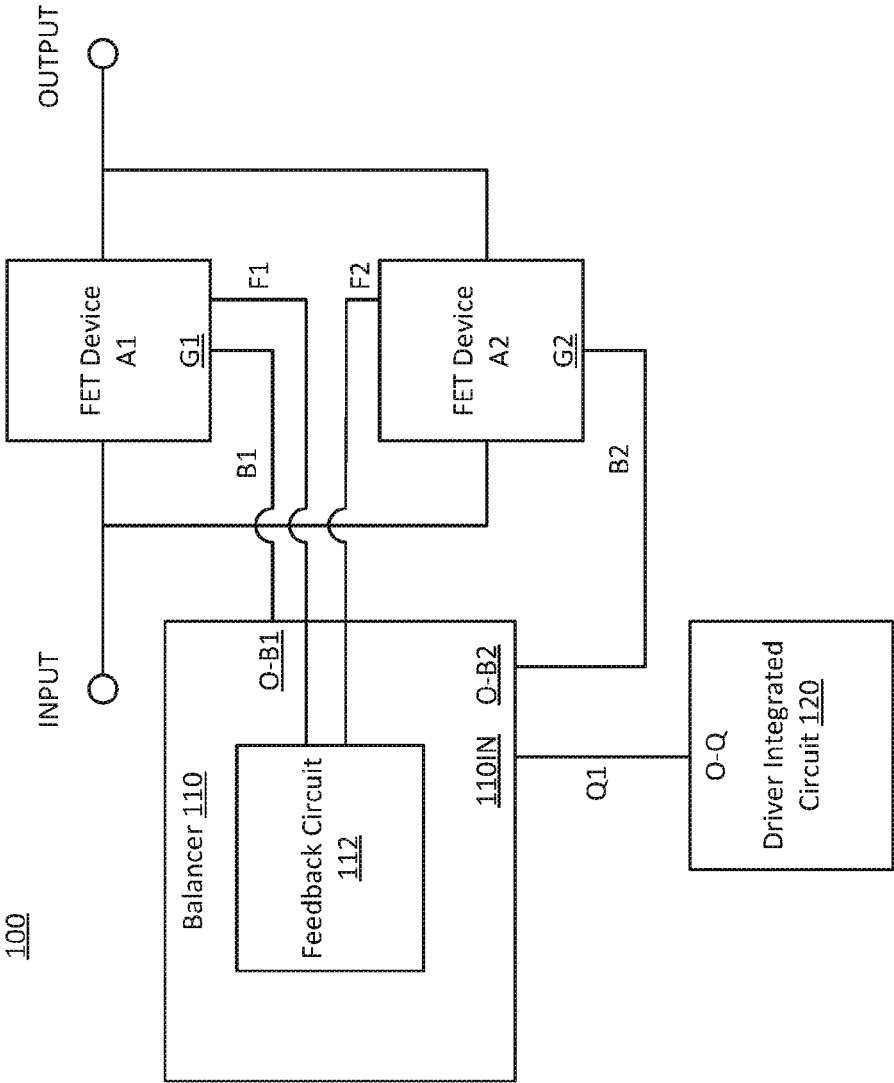 100
INPUT
OUTPUT
FET Device
A1
G1
F1
B1
F2
FET Device
A2
G2
B2
Balancer 110
O-B1
Feedback Circuit
112
110IN
O-B2
Q1
O-Q
Driver Integrated
Circuit 120